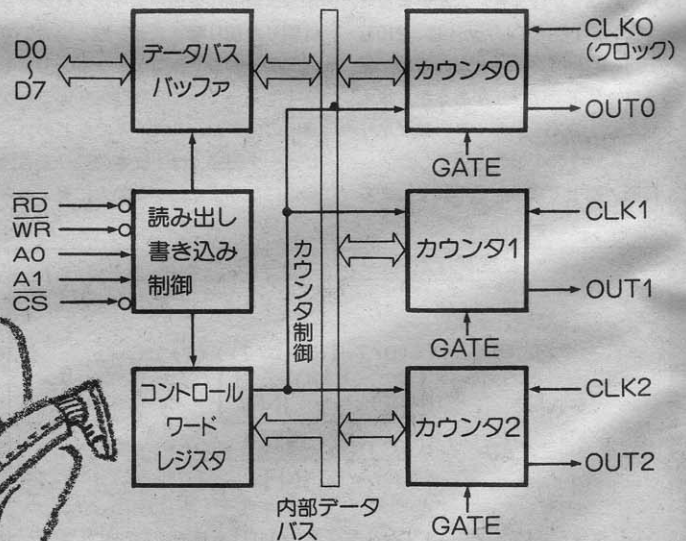 D0
〜
D7
データバス
バッファ
カウンタ0
CLK0
(クロック)
OUT0
GATE
RD
WR
A0
A1
CS
読み出し
書き込み
制御
カウンタ制御
カウンタ1
CLK1
OUT1
GATE
コントロール
ワード
レジスタ
カウンタ2
CLK2
OUT2
内部データ
バス
GATE